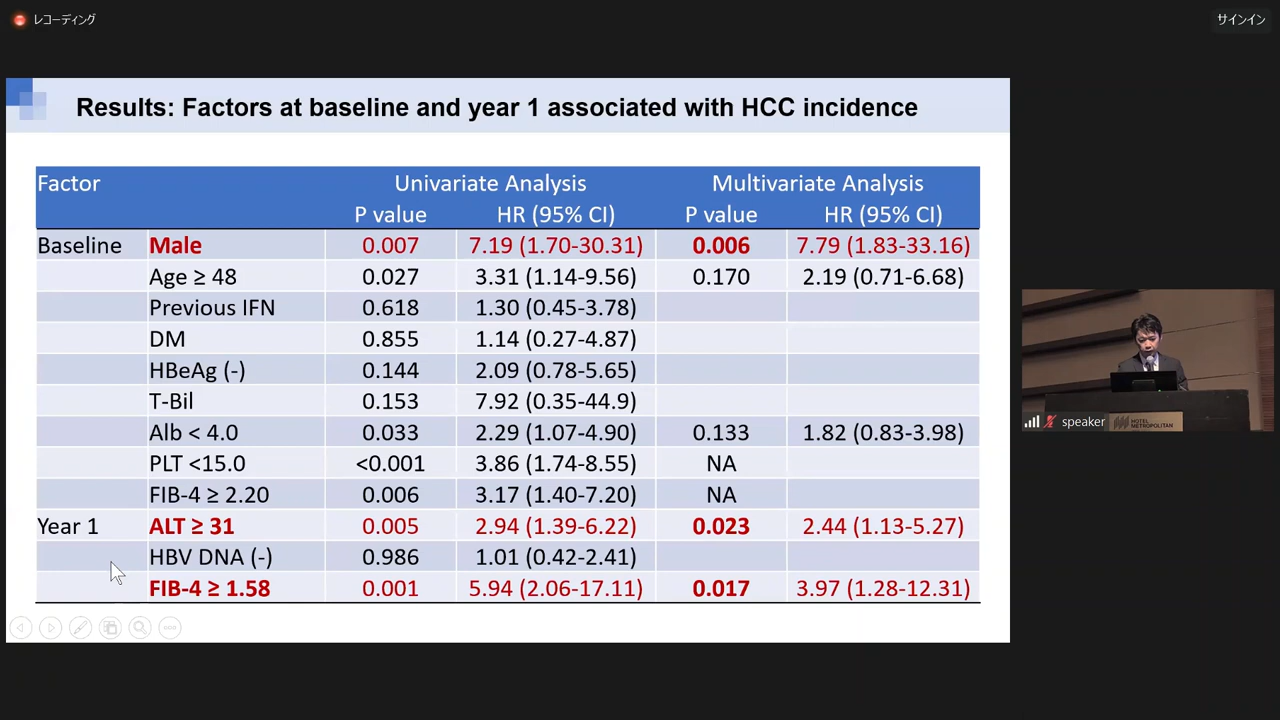 レコーディング
サインイン
Results: Factors at baseline and year 1 associated with HCC incidence
Factor Univariate Analysis Multivariate Analysis
P value HR (95% CI) P value HR (95% CI)
Baseline Male 0.007 7.19 (1.70-30.31) 0.006 7.79 (1.83-33.16)
Age ≥ 48 0.027 3.31 (1.14-9.56) 0.170 2.19 (0.71-6.68)
Previous IFN 0.618 1.30 (0.45-3.78)
DM 0.855 1.14 (0.27-4.87)
HBeAg (-) 0.144 2.09 (0.78-5.65)
T-Bil 0.153 7.92 (0.35-44.9)
Alb < 4.0 0.033 2.29 (1.07-4.90) 0.133 1.82 (0.83-3.98)
PLT <15.0 <0.001 3.86 (1.74-8.55) NA
FIB-4 ≥ 2.20 0.006 3.17 (1.40-7.20) NA
Year 1 ALT ≥ 31 0.005 2.94 (1.39-6.22) 0.023 2.44 (1.13-5.27)
HBV DNA (-) 0.986 1.01 (0.42-2.41)
FIB-4 ≥ 1.58 0.001 5.94 (2.06-17.11) 0.017 3.97 (1.28-12.31)
speaker
HOTEL
METROPOLITAN